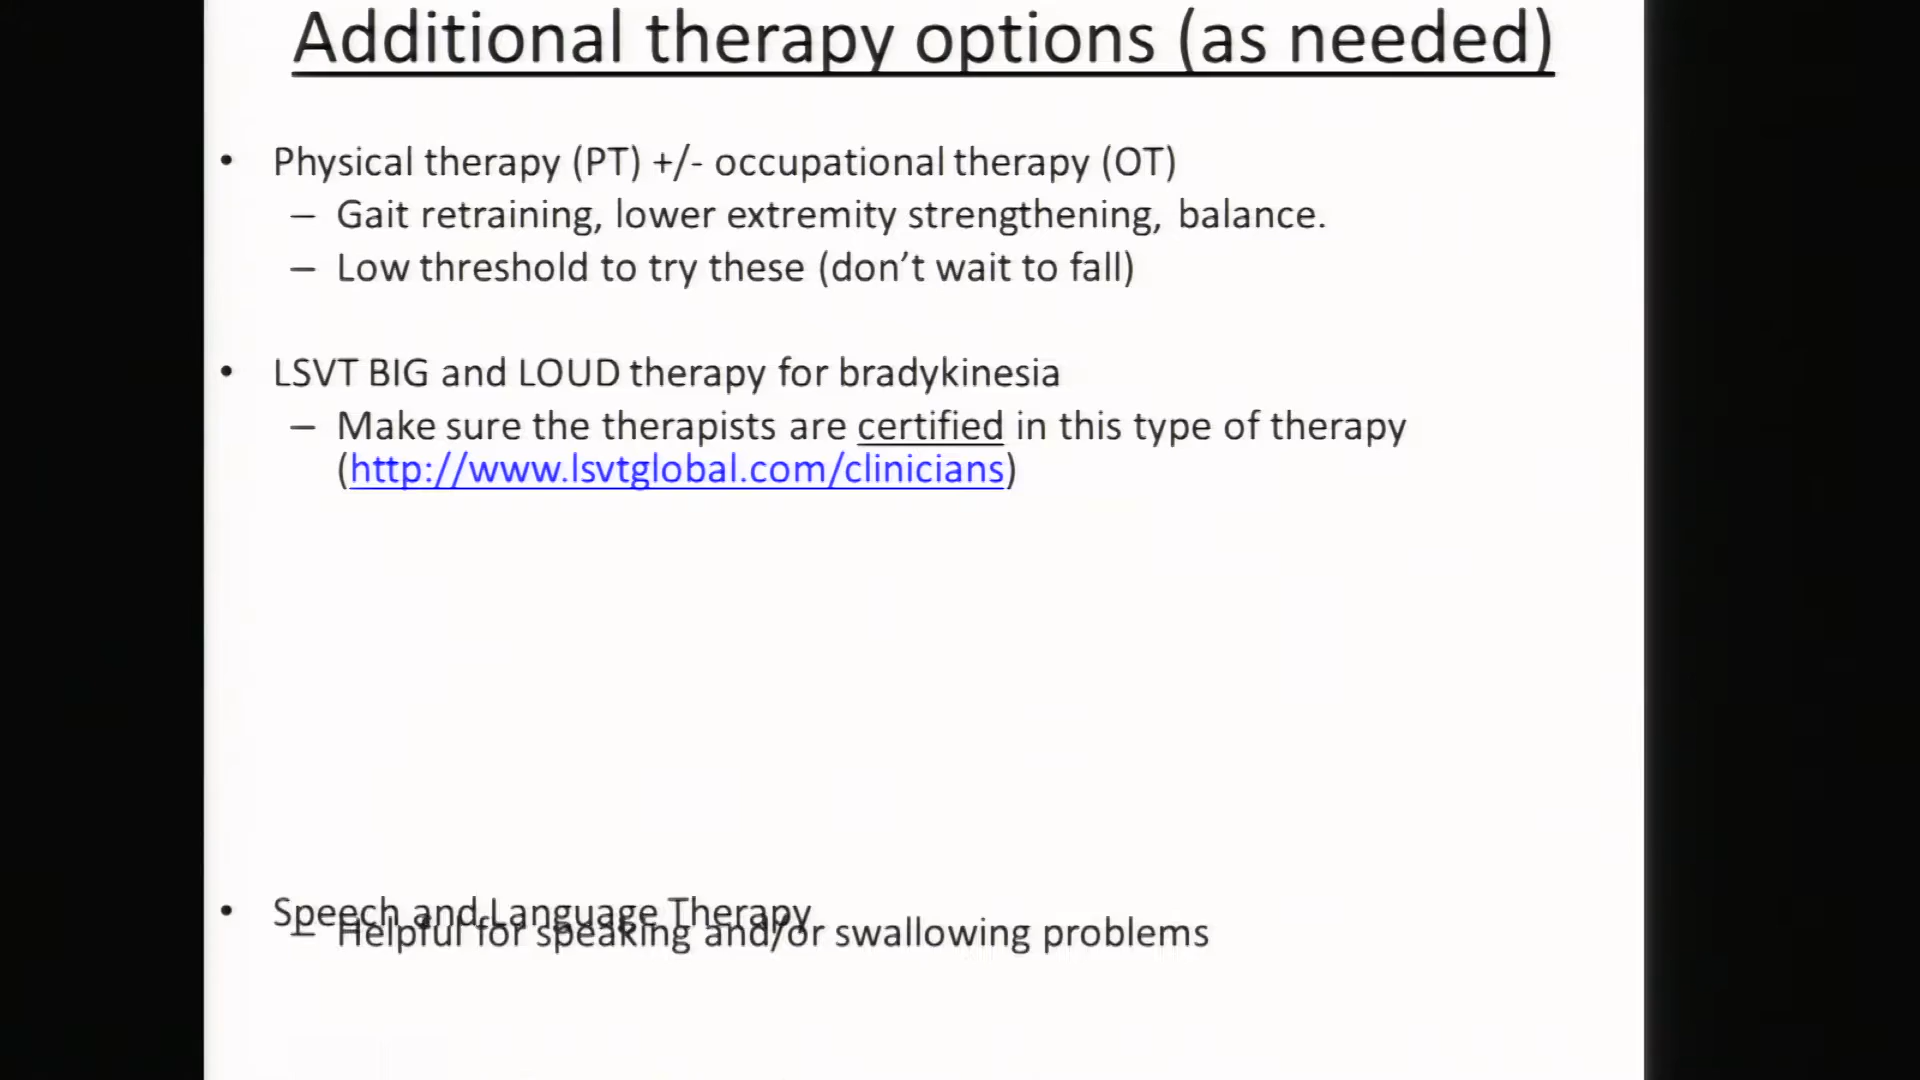 Additional therapy options (as needed)
• Physical therapy (PT) +/- occupational therapy (OT)
– Gait retraining, lower extremity strengthening, balance.
– Low threshold to try these (don’t wait to fall)
• LSVT BIG and LOUD therapy for bradykinesia
– Make sure the therapists are certified in this type of therapy
(http://www.lsvtglobal.com/clinicians)
• Speech and Language Therapy
– Helpful for speaking and/or swallowing problems